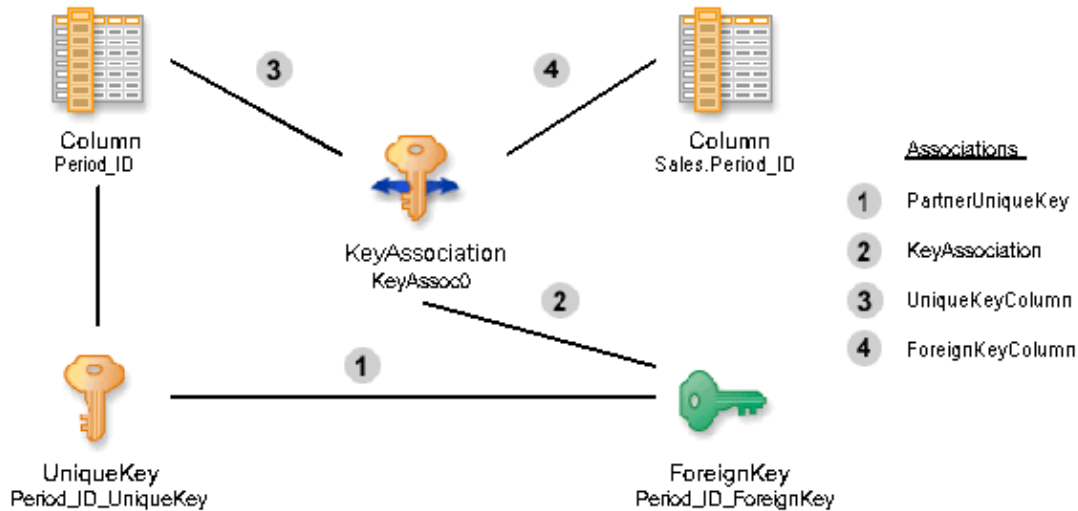 3
4
Column
Period_ID
Column
Sales.Period_ID
Associations
1 PartnerUniqueKey
KeyAssociation
KeyAssoc0
2 KeyAssociation
2
3 UniqueKeyColumn
1
4 ForeignKeyColumn
UniqueKey
Period_ID_UniqueKey
ForeignKey
Period_ID_ForeignKey